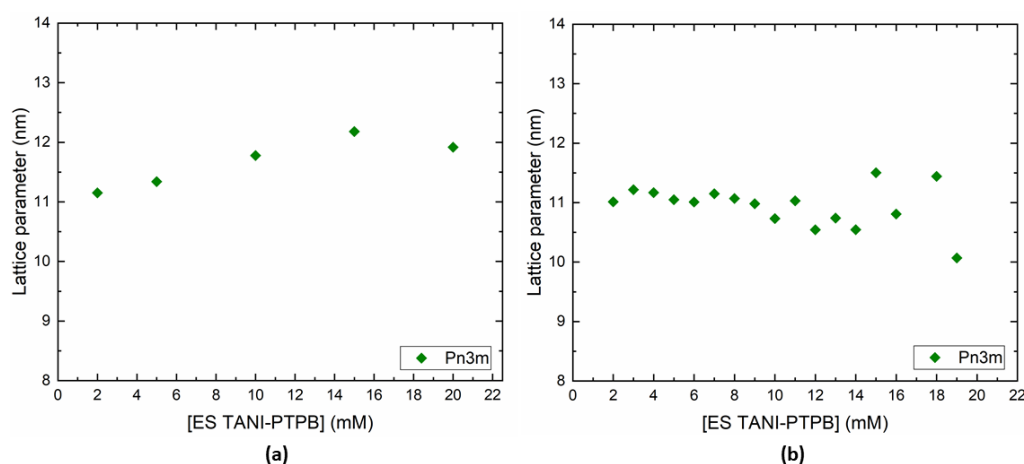 14
13
12
11
10
9
8
Lattice parameter (nm)
0 2 4 6 8 10 12 14 16 18 20 22
[ES TANI-PTPB] (mM)
Pn3m
(a)
14
13
12
11
10
9
8
Lattice parameter (nm)
0 2 4 6 8 10 12 14 16 18 20 22
[ES TANI-PTPB] (mM)
Pn3m
(b)